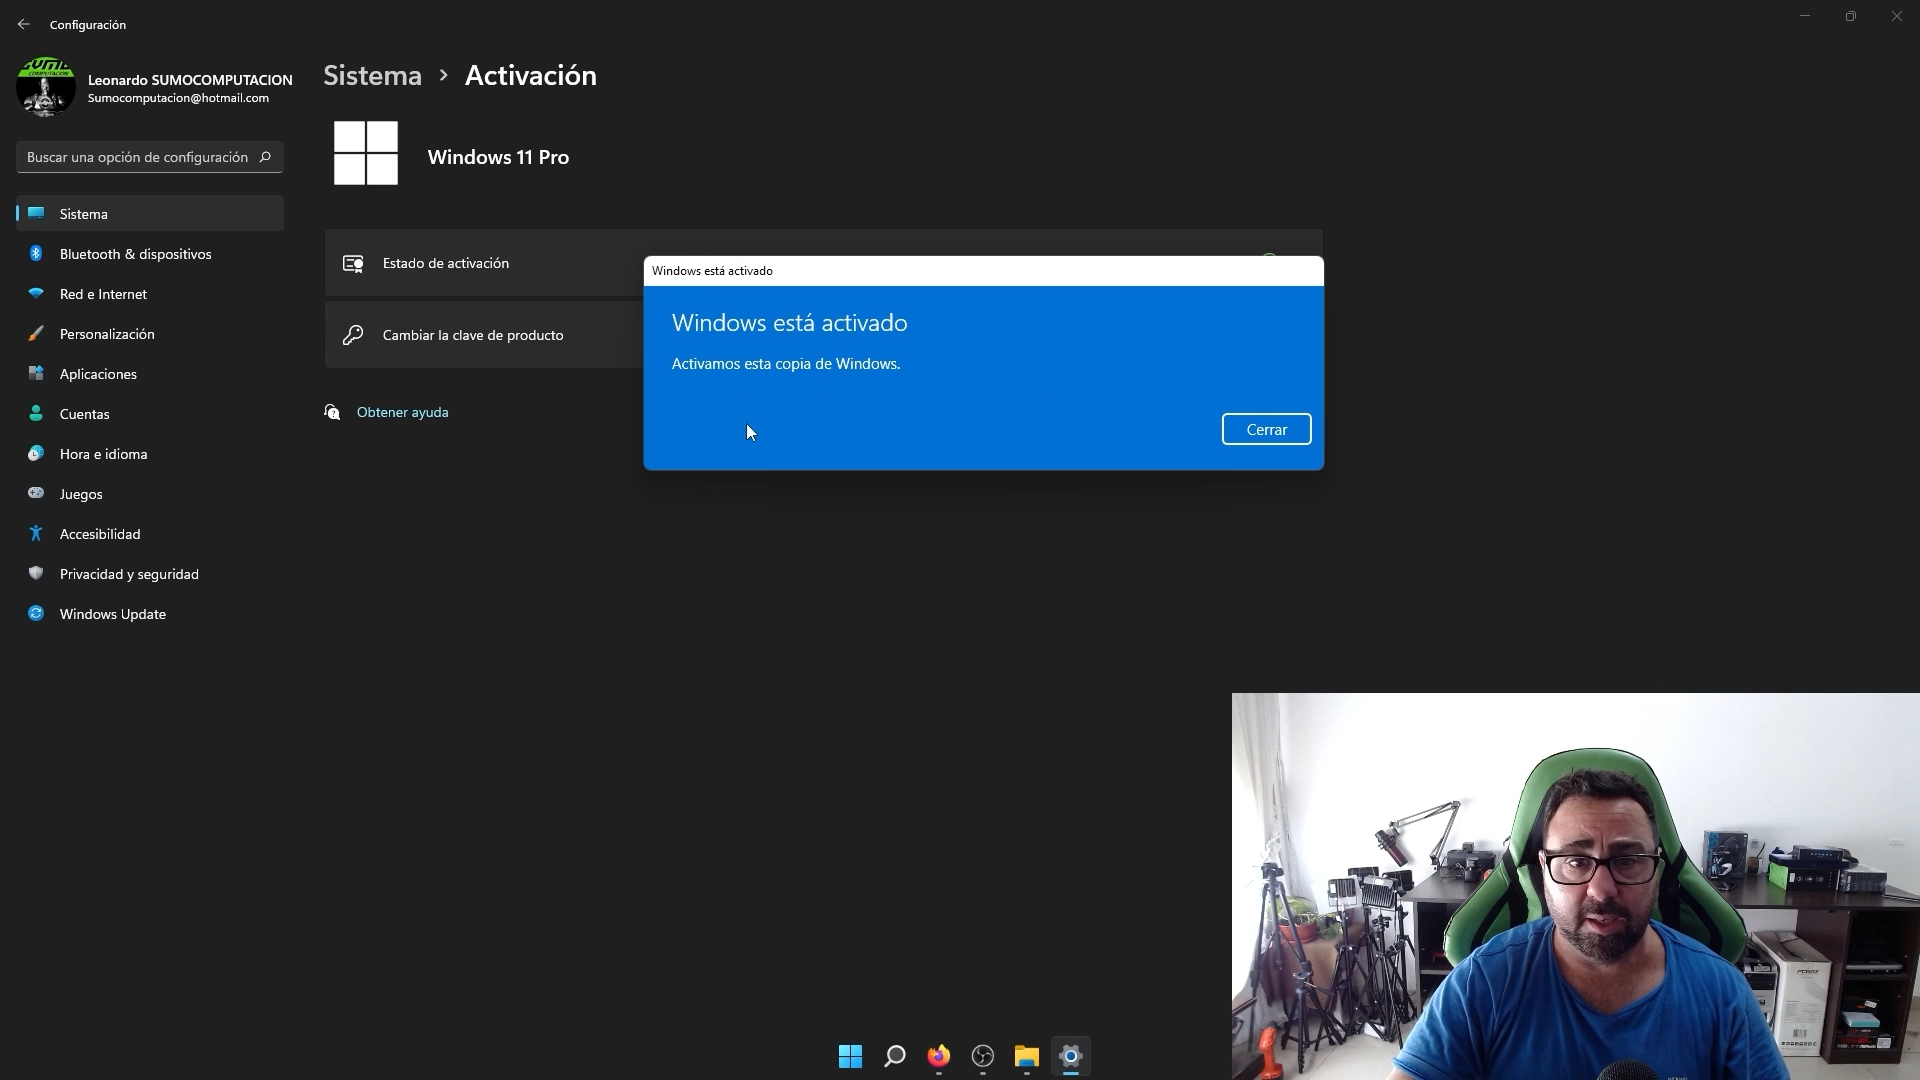 Configuración
Leonardo SUMOCOMPUTACION
Sumocomputacion@hotmail.com
Buscar una opción de configuración
Sistema
Bluetooth & dispositivos
Red e Internet
Personalización
Aplicaciones
Cuentas
Hora e idioma
Juegos
Accesibilidad
Privacidad y seguridad
Windows Update
Sistema > Activación
Windows 11 Pro
Estado de activación
Cambiar la clave de producto
Obtener ayuda
Windows está activado
Windows está activado
Activamos esta copia de Windows.
Cerrar